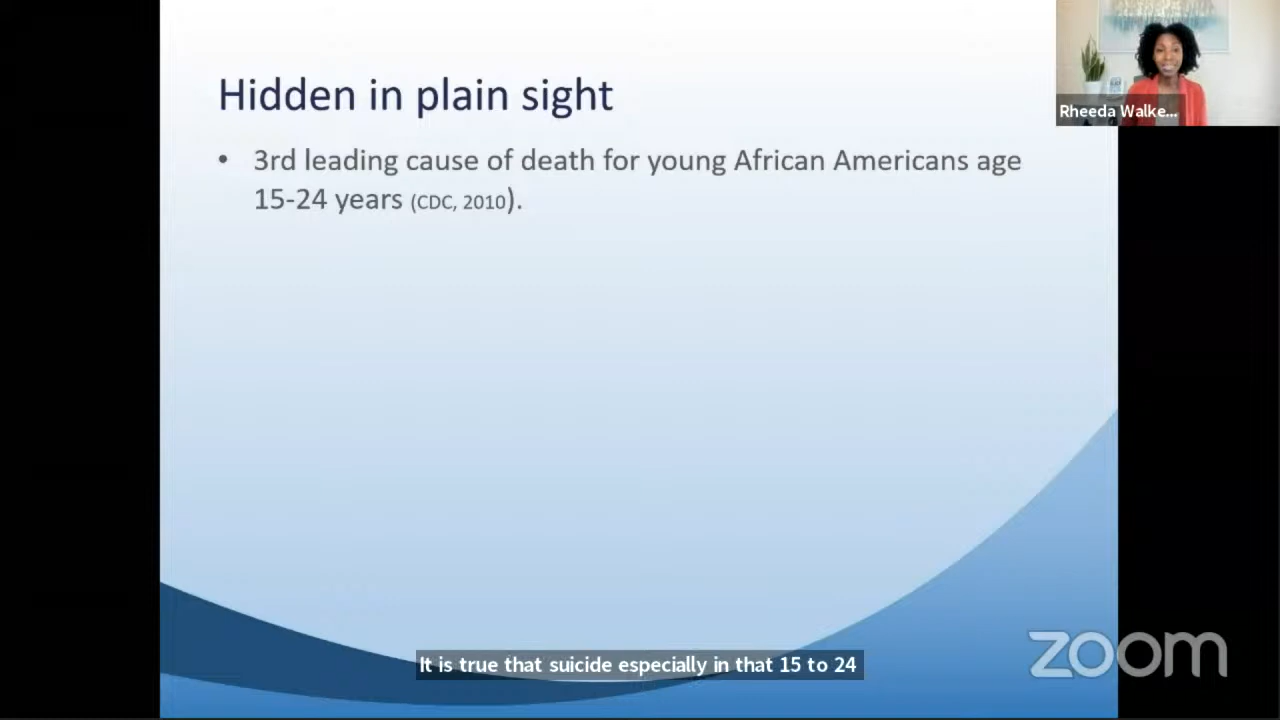 Hidden in plain sight
• 3rd leading cause of death for young African Americans age
15-24 years (CDC, 2010).
Rheeda Walke...
It is true that suicide especially in that 15 to 24
zoom